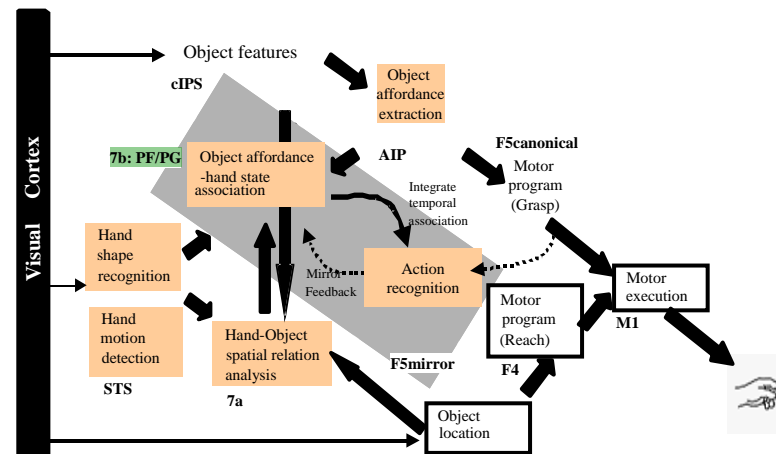 Visual Cortex
Object features
cIPS
Object
affordance
extraction
AIP
F5canonical
Motor
program
(Grasp)
7b: PF/PG
Object affordance
-hand state
association
Integrate
temporal
association
Hand
shape
recognition
Mirror
Feedback
Action
recognition
Motor
execution
M1
Motor
program
(Reach)
F4
Hand
motion
detection
STS
Hand-Object
spatial relation
analysis
7a
F5mirror
Object
location